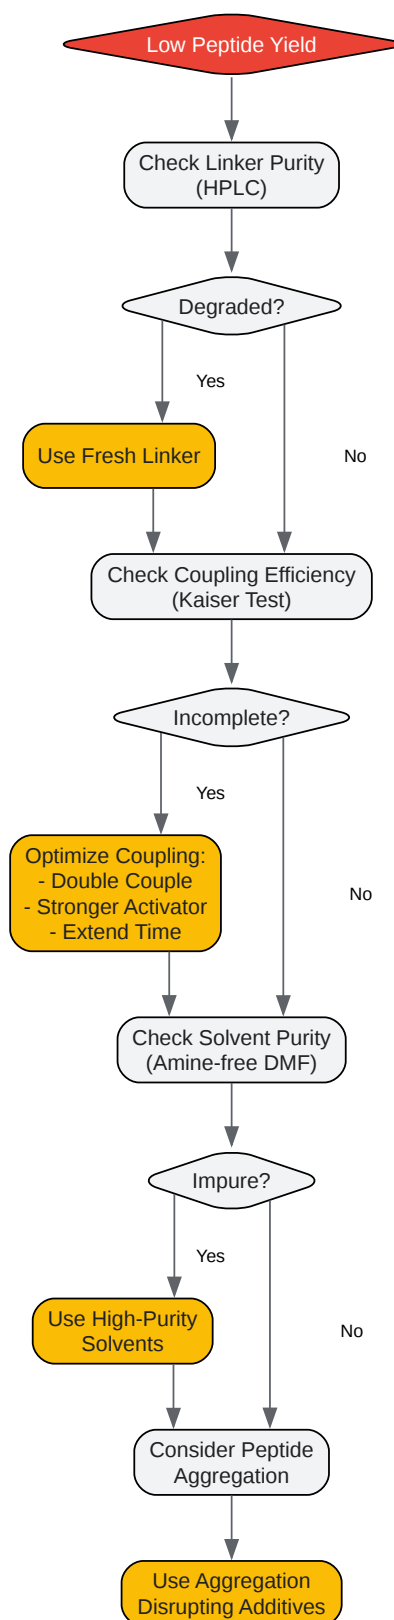 Low Peptide Yield
Check Linker Purity
(HPLC)
Degraded?
Yes
Use Fresh Linker
No
Check Coupling Efficiency
(Kaiser Test)
Incomplete?
Yes
Optimize Coupling:
- Double Couple
- Stronger Activator
- Extend Time
No
Check Solvent Purity
(Amine-free DMF)
Impure?
Yes
Use High-Purity
Solvents
No
Consider Peptide
Aggregation
Use Aggregation
Disrupting Additives